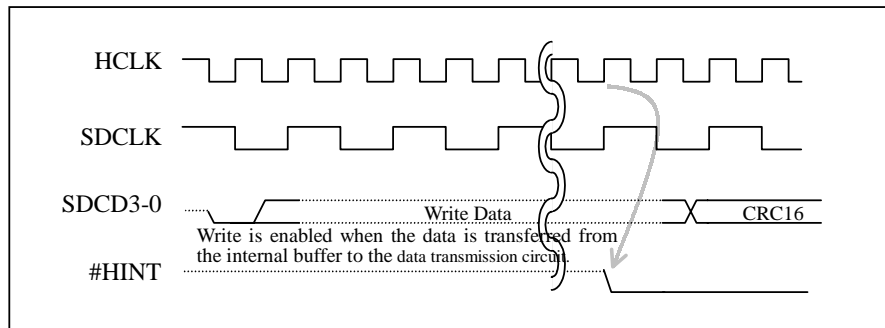 HCLK
SDCLK
SDCD3-0
Write Data
CRC16
Write is enabled when the data is transferred from
the internal buffer to the data transmission circuit.
#HINT